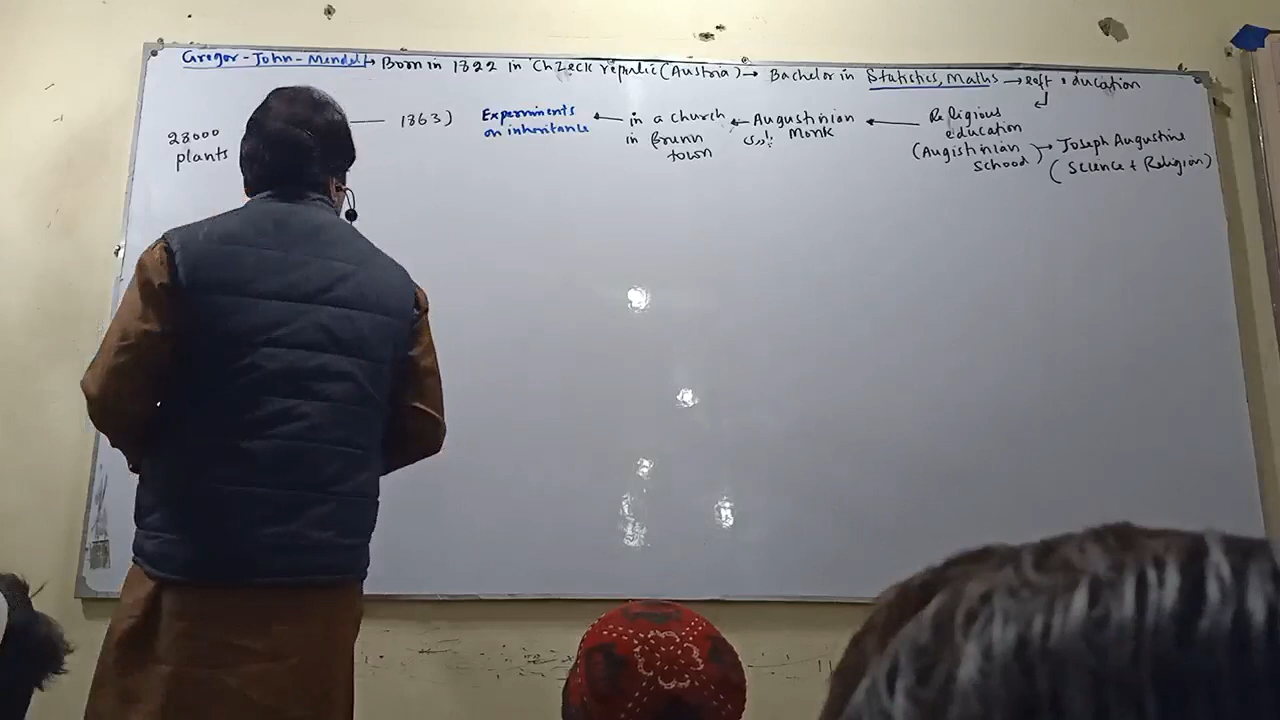 Gregor-John-Mendel → Born in 1822 in Chzeck republic (Austria) → Bachelor in Statistics, Maths → left education
Religious
education
(Augistinian
School)
→ Joseph Augustine
(Science + Religion)
← Augustinian
Monk
← in a church
in Brunn
town
← Experiments
on inheritance
— 1863)
28000
plants